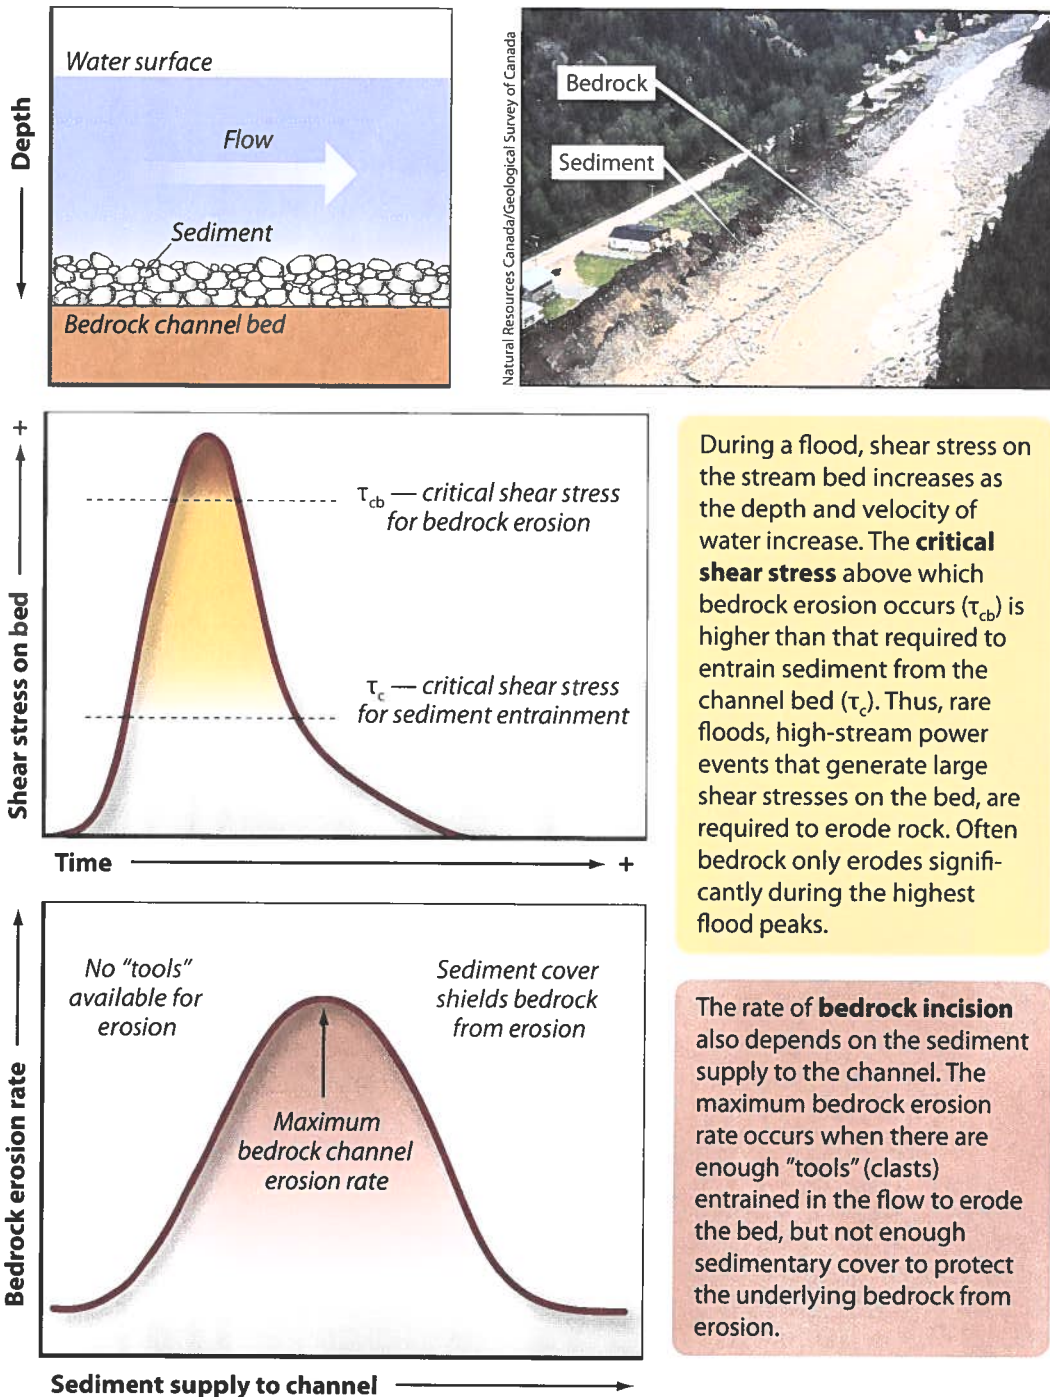 Water surface
Depth
Flow
Sediment
Bedrock channel bed
Natural Resources Canada/Geological Survey of Canada
Bedrock
Sediment
Shear stress on bed
+
τcb — critical shear stress
for bedrock erosion
τc — critical shear stress
for sediment entrainment
Time
+
During a flood, shear stress on
the stream bed increases as
the depth and velocity of
water increase. The critical
shear stress above which
bedrock erosion occurs (τcb) is
higher than that required to
entrain sediment from the
channel bed (τc). Thus, rare
floods, high-stream power
events that generate large
shear stresses on the bed, are
required to erode rock. Often
bedrock only erodes signifi-
cantly during the highest
flood peaks.
Bedrock erosion rate
No "tools"
available for
erosion
Sediment cover
shields bedrock
from erosion
Maximum
bedrock channel
erosion rate
Sediment supply to channel
The rate of bedrock incision
also depends on the sediment
supply to the channel. The
maximum bedrock erosion
rate occurs when there are
enough "tools" (clasts)
entrained in the flow to erode
the bed, but not enough
sedimentary cover to protect
the underlying bedrock from
erosion.